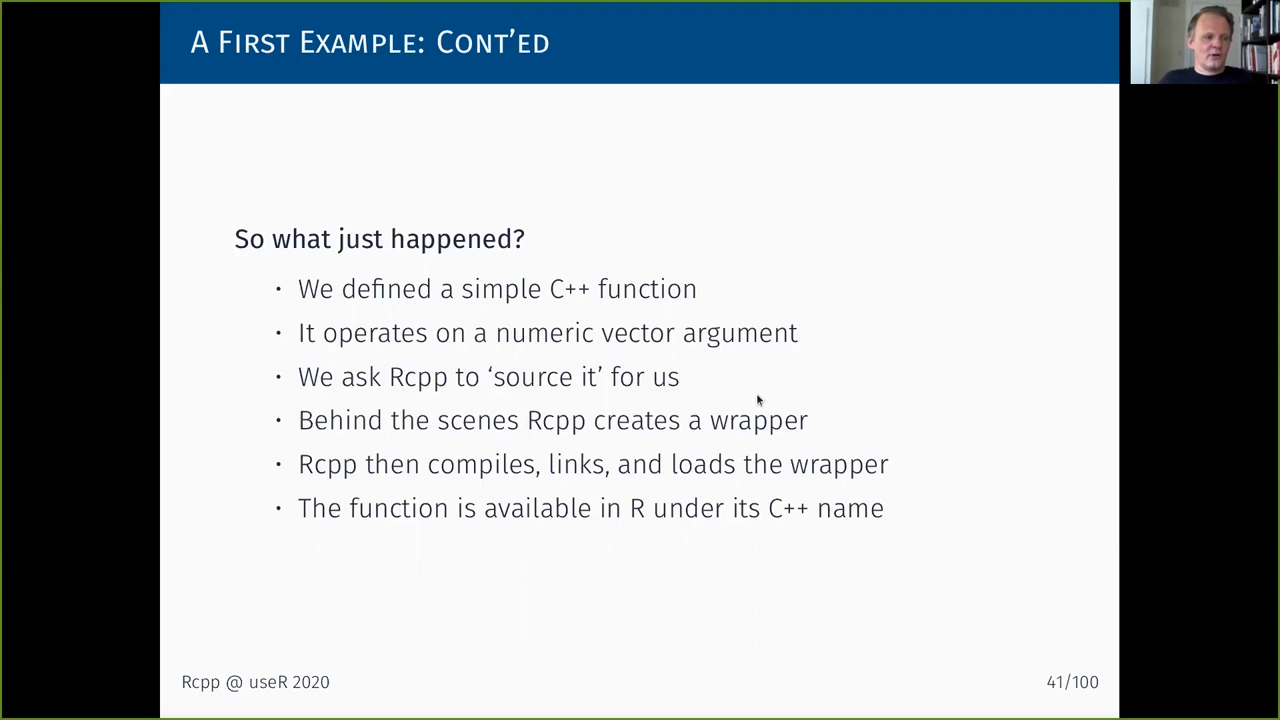 A First Example: Cont’ed
So what just happened?
• We defined a simple C++ function
• It operates on a numeric vector argument
• We ask Rcpp to ‘source it’ for us
• Behind the scenes Rcpp creates a wrapper
• Rcpp then compiles, links, and loads the wrapper
• The function is available in R under its C++ name
Rcpp @ useR 2020
41/100